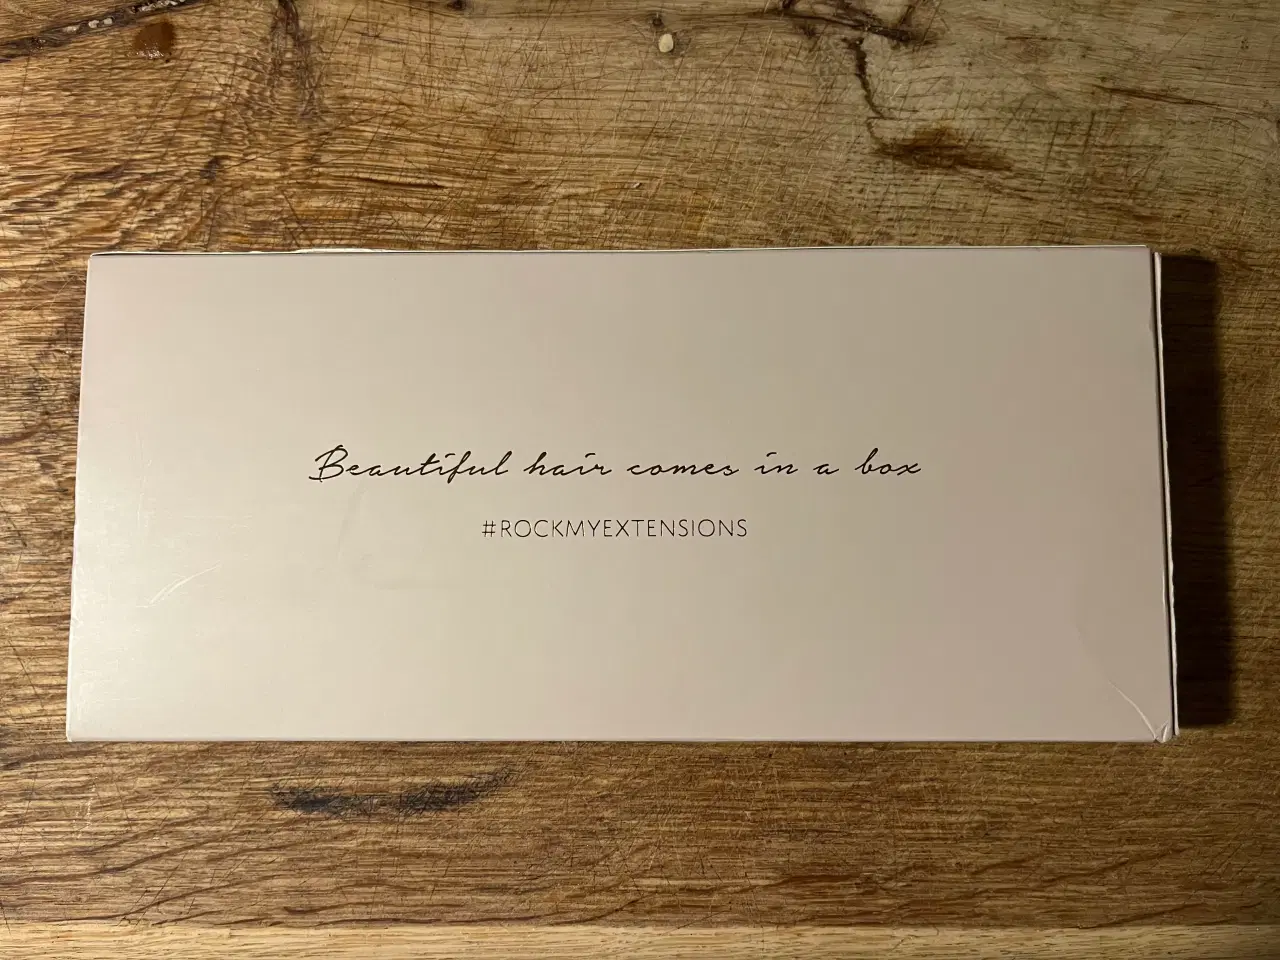 Beautiful hair comes in a box
#ROCKMYEXTENSIONS